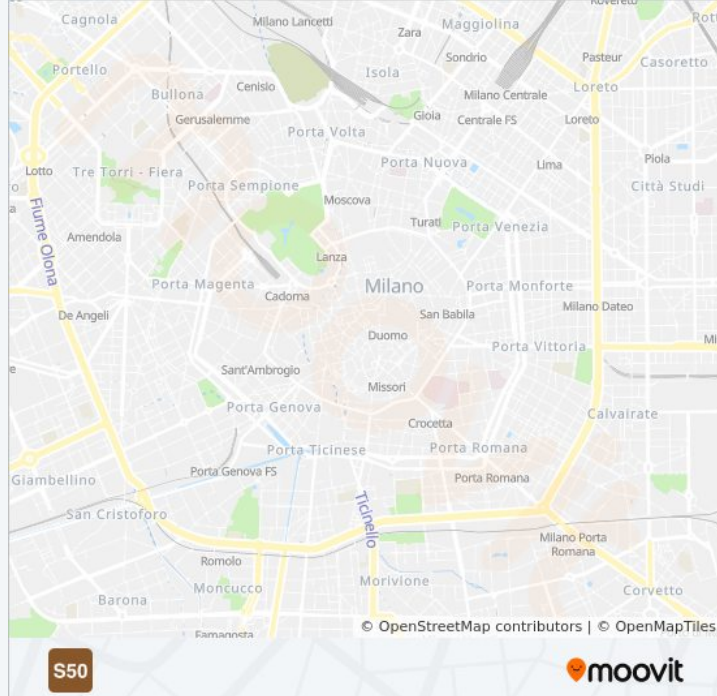 Cagnola
Milano Lancetti
Maggiolina
Rovereto
Zara
Portello
Sondrio
Pasteur
Casoretto
Isola
Bullona
Cenisio
Milano Centrale
Loreto
Gerusalemme
Gioia
Centrale FS
Loreto
Porta Volta
Lotto
Tre Torri - Fiera
Porta Nuova
Lima
Piola
Porta Sempione
Città Studi
Moscova
Fiume Olona
Turati
Porta Venezia
Amendola
Lanza
Porta Magenta
Milano
Porta Monforte
Cadorna
De Angeli
San Babila
Milano Dateo
Duomo
Porta Vittoria
Sant'Ambrogio
Missori
Porta Genova
Crocetta
Calvairate
Porta Ticinese
Porta Romana
Giambellino
Porta Genova FS
Porta Romana
San Cristoforo
Ticinello
Milano Porta
Romana
Romolo
Moncucco
Morivione
Corvetto
Barona
Famagosta
© OpenStreetMap contributors | © OpenMapTiles
S50
moovit